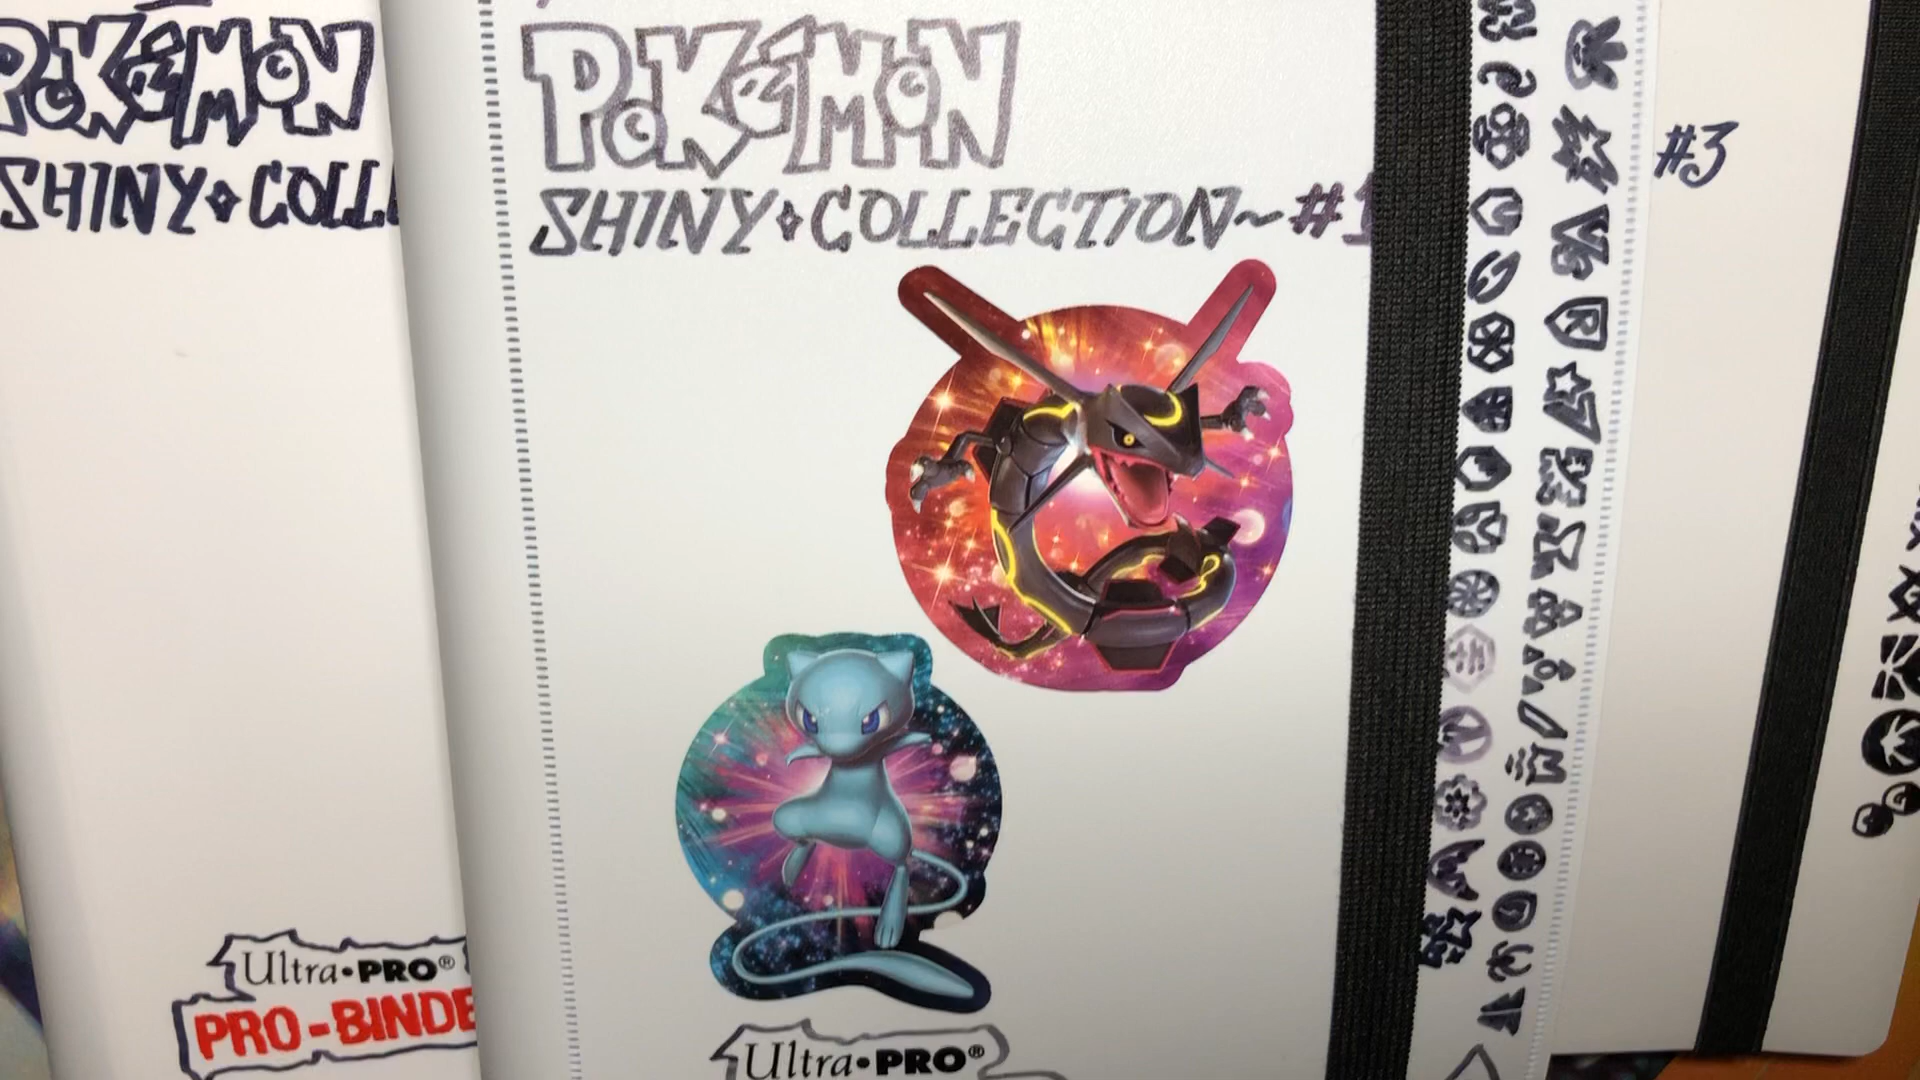 POKéMON
SHINY COLL
Ultra•PRO®
PRO-BINDE
POKéMON
SHINY COLLECTION~#1
Ultra•PRO®
#3